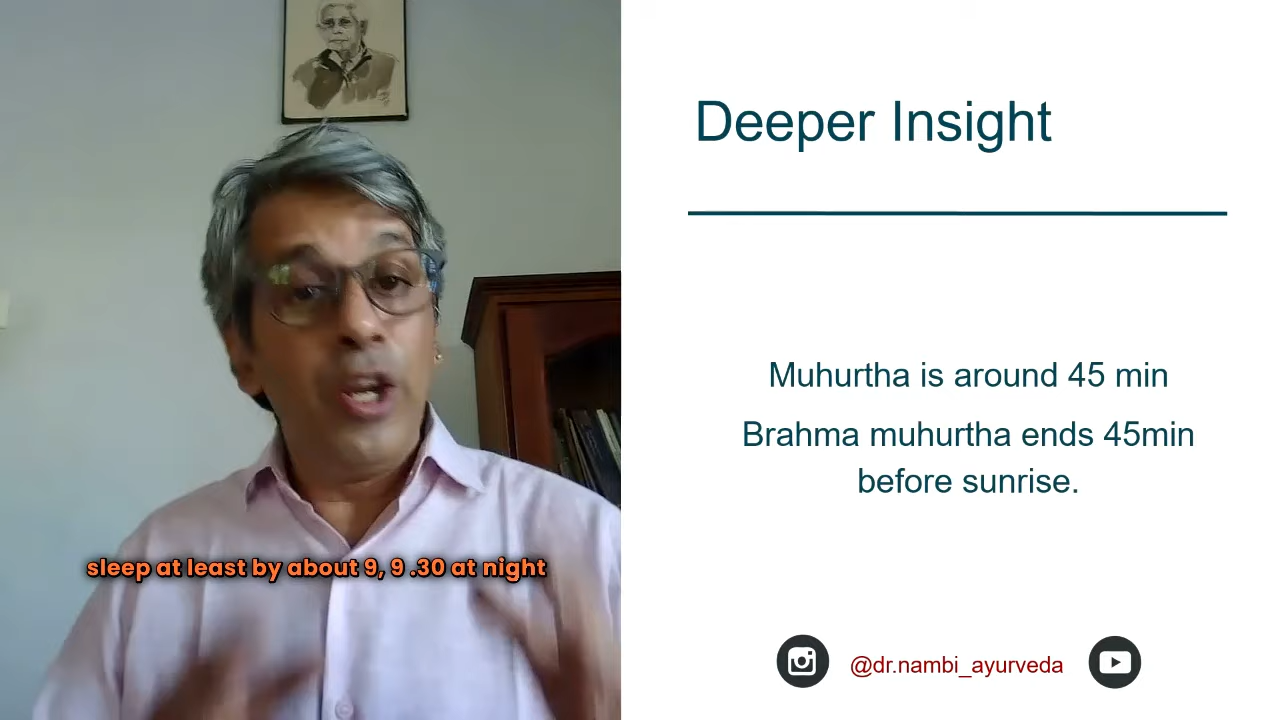 Deeper Insight
Muhurtha is around 45 min
Brahma muhurtha ends 45min
before sunrise.
sleep at least by about 9, 9 .30 at night
@dr.nambi_ayurveda